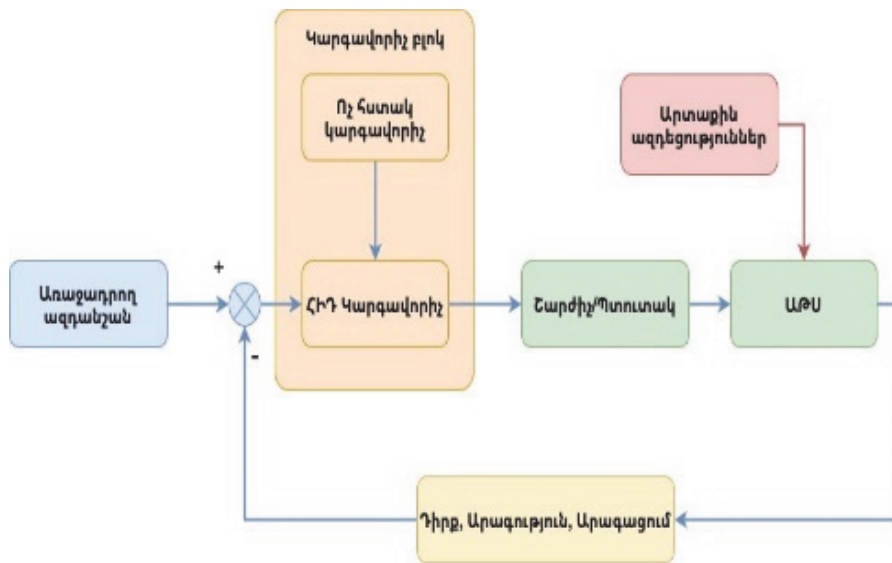 Կարգավորիչ բլոկ
Ոչ հստակ
կարգավորիչ
Արտաքին
ազդեցություններ
+
Առաջադրող
ազդանշան
ՀԻԴ Կարգավորիչ
Շարժիչ/Պտուտակ
ԱԹՍ
-
Դիրք, Արագություն, Արագացում